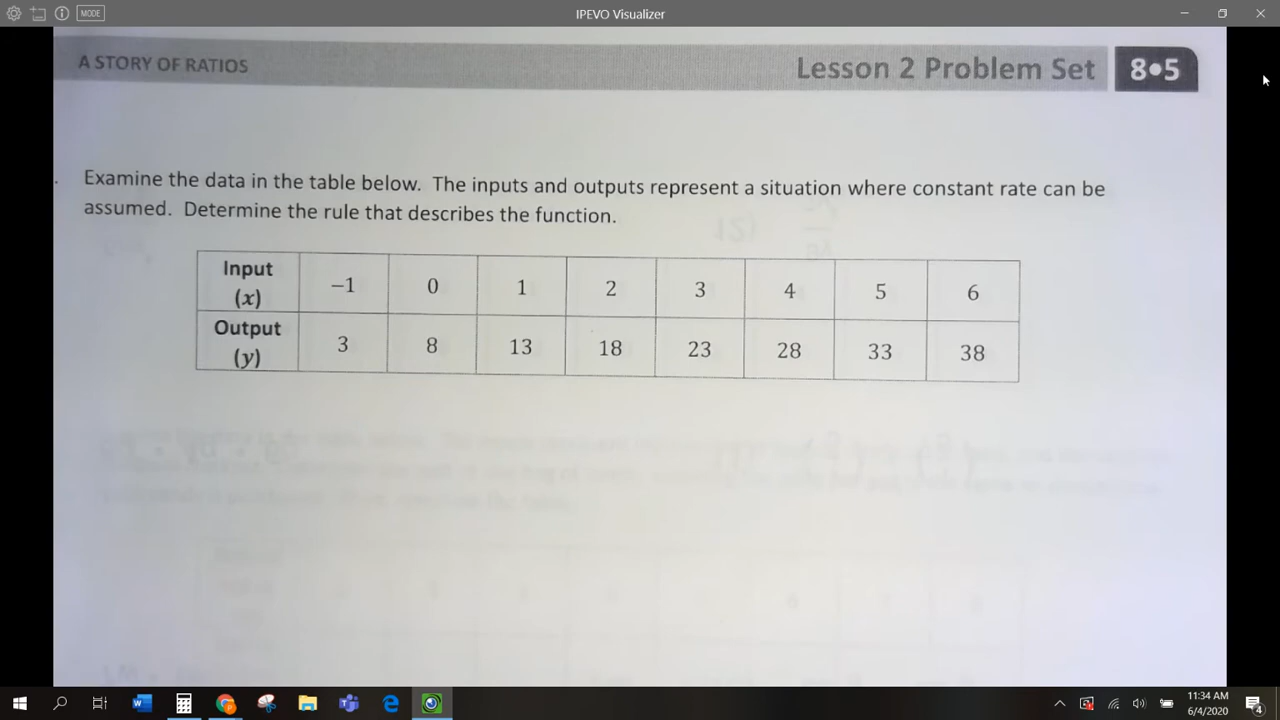 MODE
IPEVO Visualizer
A STORY OF RATIOS
Lesson 2 Problem Set
8•5
Examine the data in the table below. The inputs and outputs represent a situation where constant rate can be
assumed. Determine the rule that describes the function.
Input (x) −1 0 1 2 3 4 5 6
Output (y) 3 8 13 18 23 28 33 38
11:34 AM
6/4/2020
4